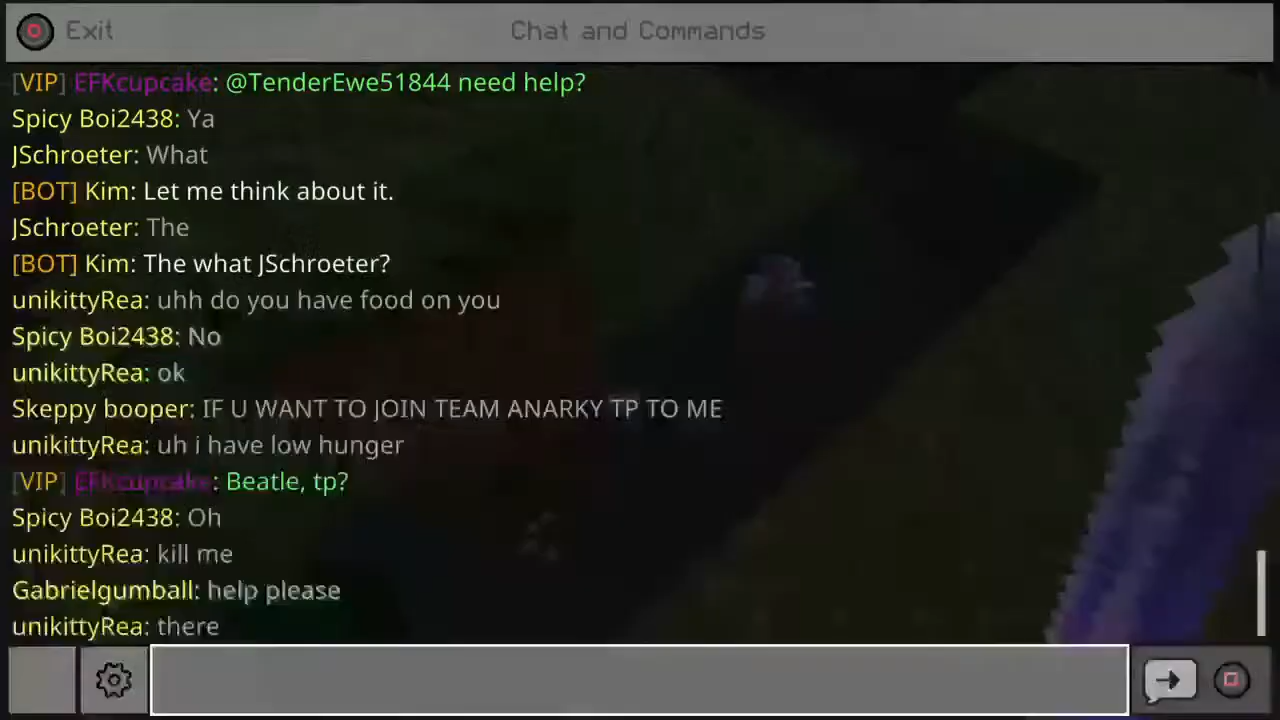 Exit
Chat and Commands
[VIP] EFKcupcake: @TenderEwe51844 need help?
Spicy Boi2438: Ya
JSchroeter: What
[BOT] Kim: Let me think about it.
JSchroeter: The
[BOT] Kim: The what JSchroeter?
unikittyRea: uhh do you have food on you
Spicy Boi2438: No
unikittyRea: ok
Skeppy booper: IF U WANT TO JOIN TEAM ANARKY TP TO ME
unikittyRea: uh i have low hunger
[VIP] EFKcupcake: Beatle, tp?
Spicy Boi2438: Oh
unikittyRea: kill me
Gabrielgumball: help please
unikittyRea: there